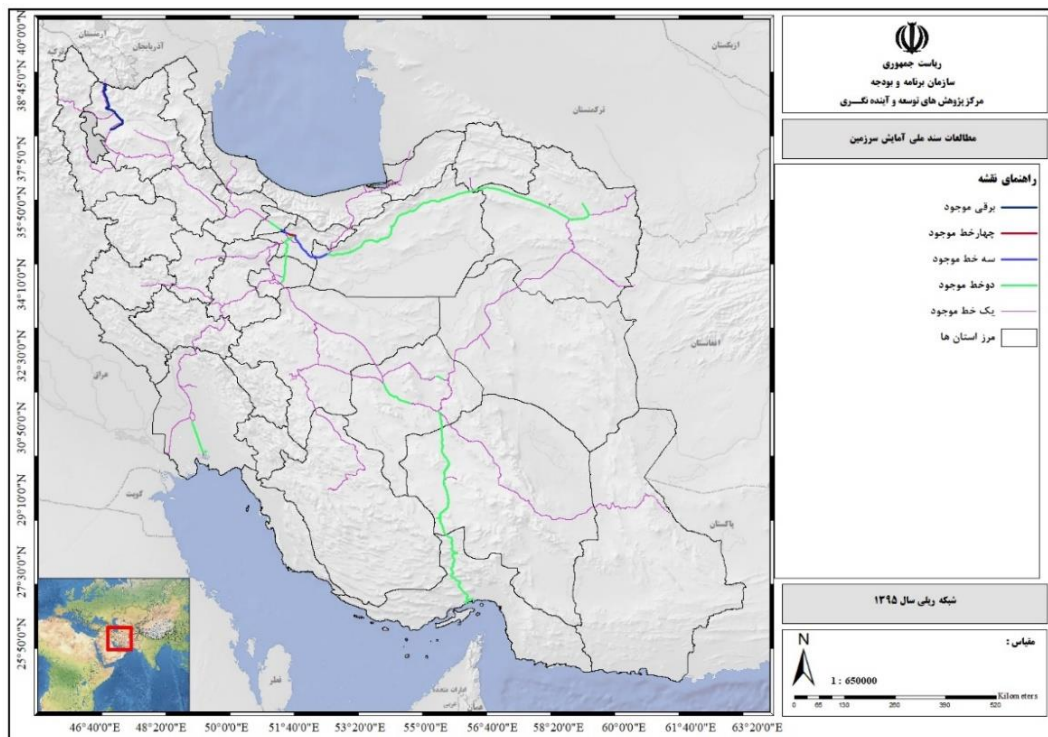 ریاست جمهوری
سازمان برنامه و بودجه
مرکز پژوهش های توسعه و آینده نگـــری
مطالعات سند ملی آمایش سرزمین
راهنمای نقشه
برقی موجود
چهارخط موجود
سه خط موجود
دوخط موجود
یک خط موجود
مرز استان ها
شبکه ریلی سال ۱۳۹۵
مقیاس :
N
1 : 650000
Kilometers
0 65 130 260 390 520
ارمنستان
آذربایجان
ترکیه
ازبکستان
ترکمنستان
افغانستان
عراق
کویت
پاکستان
قطر
امارات متحده عربی
عمان
40°0'0"N
38°45'0"N
37°5'0"N
35°50'0"N
34°10'0"N
32°30'0"N
30°50'0"N
29°10'0"N
27°30'0"N
25°50'0"N
46°40'0"E 48°20'0"E 50°0'0"E 51°40'0"E 53°20'0"E 55°0'0"E 56°40'0"E 58°20'0"E 60°0'0"E 61°40'0"E 63°20'0"E